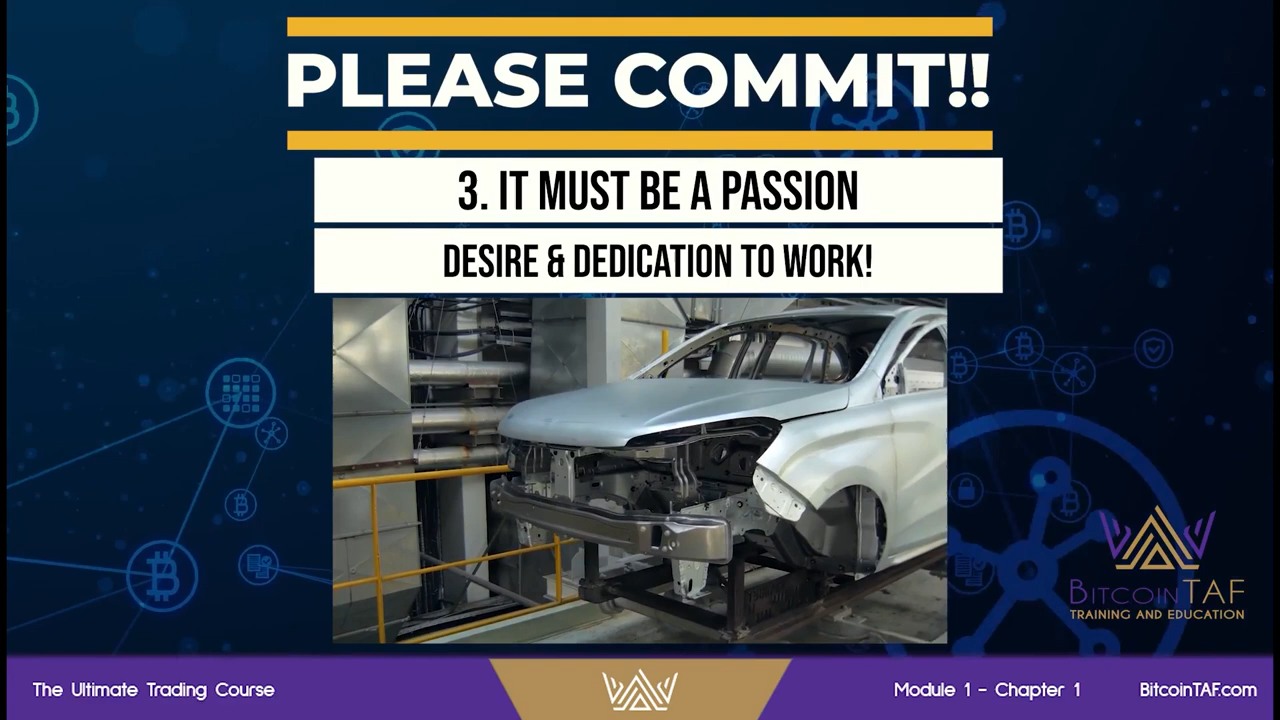 PLEASE COMMIT!!
3. IT MUST BE A PASSION
DESIRE & DEDICATION TO WORK!
BITCOINTAF
TRAINING AND EDUCATION
The Ultimate Trading Course
Module 1 - Chapter 1
BitcoinTAF.com